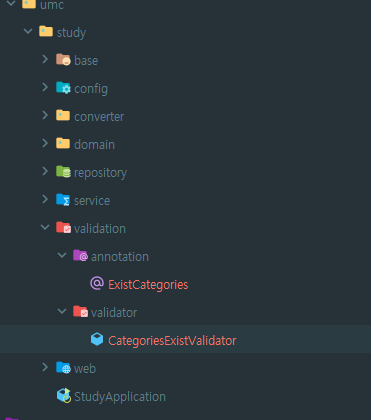 umc
study
base
config
converter
domain
repository
service
validation
annotation
ExistCategories
validator
CategoriesExistValidator
web
StudyApplication